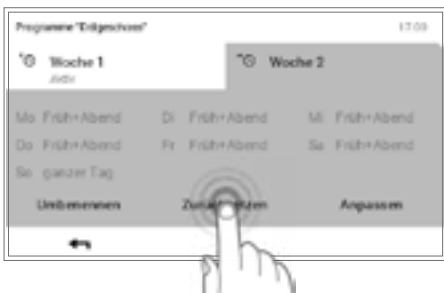 Programme "Erdgeschoss" 17:09
Woche 1 Woche 2
Aktiv
Mo Früh+Abend Di Früh+Abend Mi Früh+Abend
Do Früh+Abend Fr Früh+Abend Sa Früh+Abend
So ganzer Tag
Umbenennen Zurücksetzen Anpassen